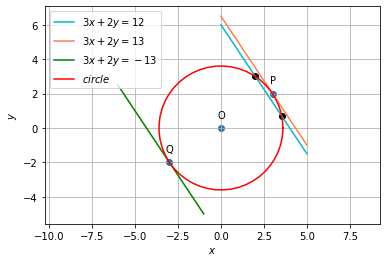 3x + 2y = 12
3x + 2y = 13
3x + 2y = −13
circle
6
4
2
0
−2
−4
y
P
O
Q
−10.0
−7.5
−5.0
−2.5
0.0
2.5
5.0
7.5
x